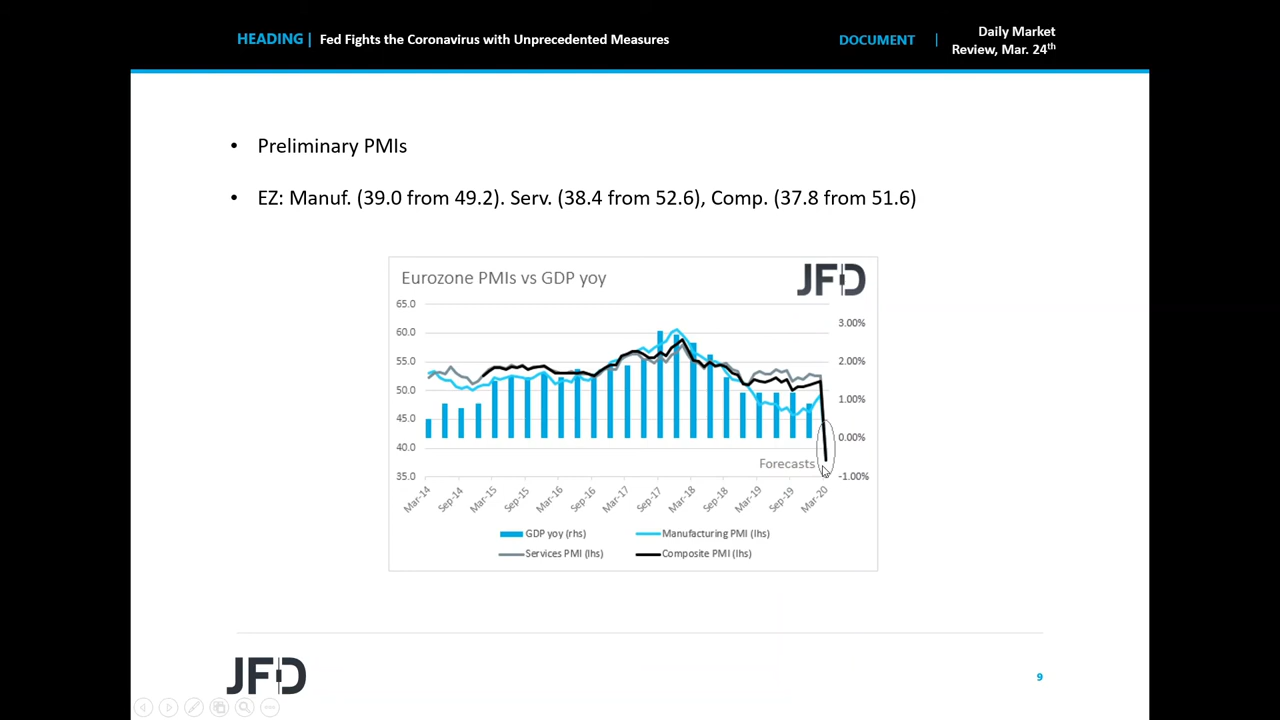 HEADING | Fed Fights the Coronavirus with Unprecedented Measures
DOCUMENT | Daily Market
Review, Mar. 24th
• Preliminary PMIs
• EZ: Manuf. (39.0 from 49.2). Serv. (38.4 from 52.6), Comp. (37.8 from 51.6)
Eurozone PMIs vs GDP yoy
JFD
65.0
60.0
55.0
50.0
45.0
40.0
35.0
3.00%
2.00%
1.00%
0.00%
-1.00%
Forecasts
Mar-14
Sep-14
Mar-15
Sep-15
Mar-16
Sep-16
Mar-17
Sep-17
Mar-18
Sep-18
Mar-19
Sep-19
Mar-20
GDP yoy (rhs)
Manufacturing PMI (lhs)
Services PMI (lhs)
Composite PMI (lhs)
JFD
9